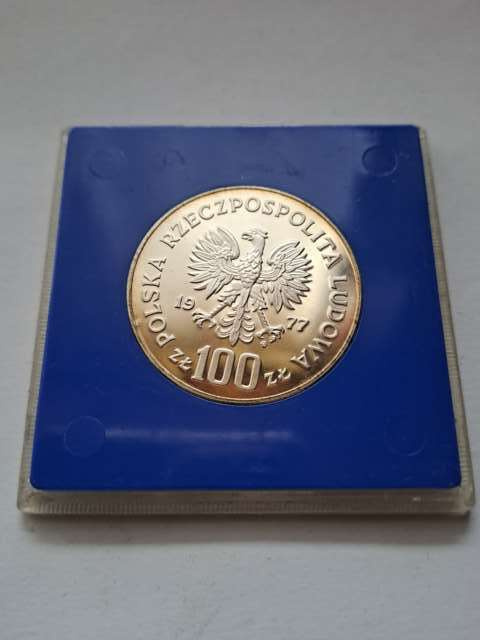 POLSKA RZECZPOSPOLITA LUDOWA
19 77
ZŁ 100 ZŁ